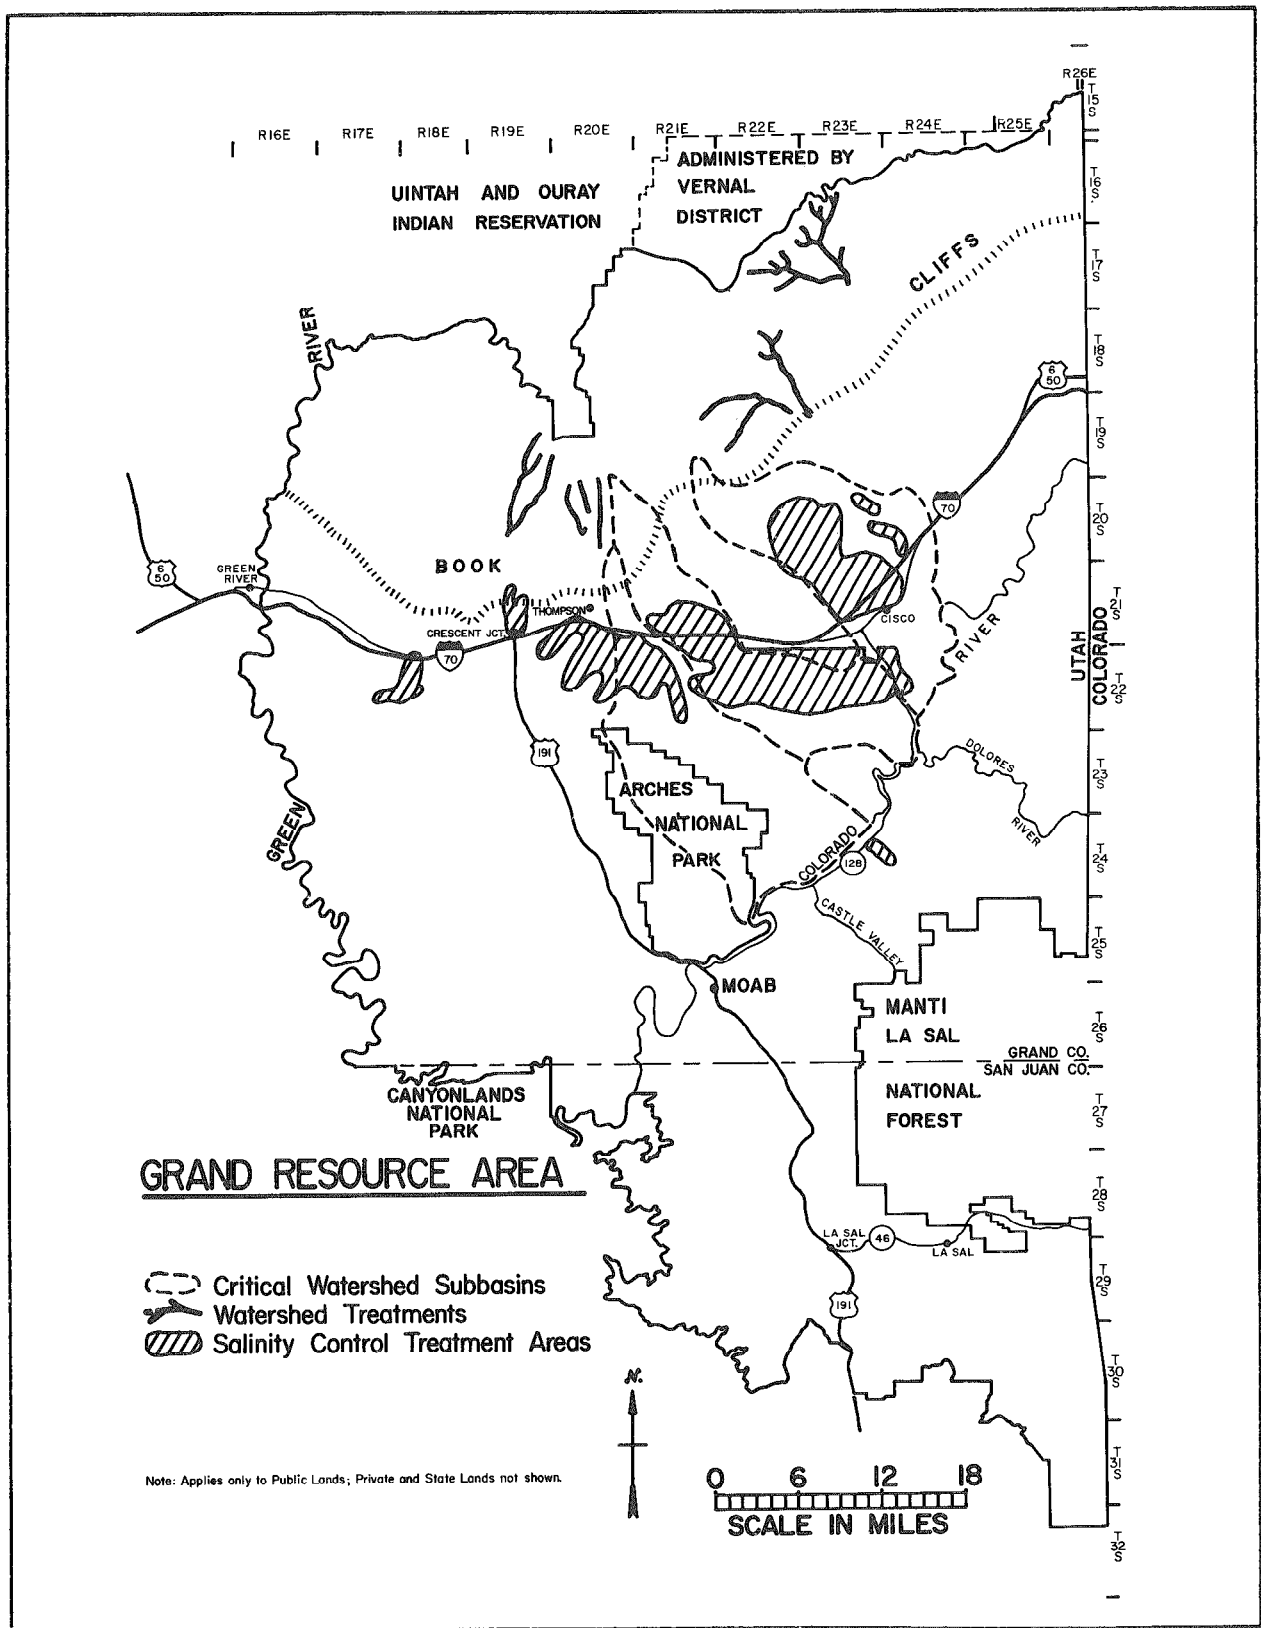 R26E
T
15
S
R16E
R17E
R18E
R19E
R20E
R21E
R22E
R23E
R24E
R25E
UINTAH AND OURAY
INDIAN RESERVATION
ADMINISTERED BY
VERNAL
DISTRICT
T
16
S
T
17
S
CLIFFS
RIVER
T
18
S
6
50
T
19
S
70
T
20
S
6
50
GREEN
RIVER
BOOK
THOMPSON
CRESCENT JCT.
70
CISCO
RIVER
UTAH
COLORADO
T
21
S
T
22
S
191
DOLORES
RIVER
T
23
S
ARCHES
NATIONAL
PARK
GREEN
COLORADO
128
T
24
S
CASTLE VALLEY
T
25
S
MOAB
MANTI
LA SAL
NATIONAL
FOREST
T
26
S
GRAND CO.
SAN JUAN CO.
CANYONLANDS
NATIONAL
PARK
T
27
S
GRAND RESOURCE AREA
T
28
S
LA SAL
JCT.
46
LA SAL
T
29
S
191
Critical Watershed Subbasins
Watershed Treatments
Salinity Control Treatment Areas
T
30
S
N.
T
31
S
Note: Applies only to Public Lands; Private and State Lands not shown.
0 6 12 18
SCALE IN MILES
T
32
S